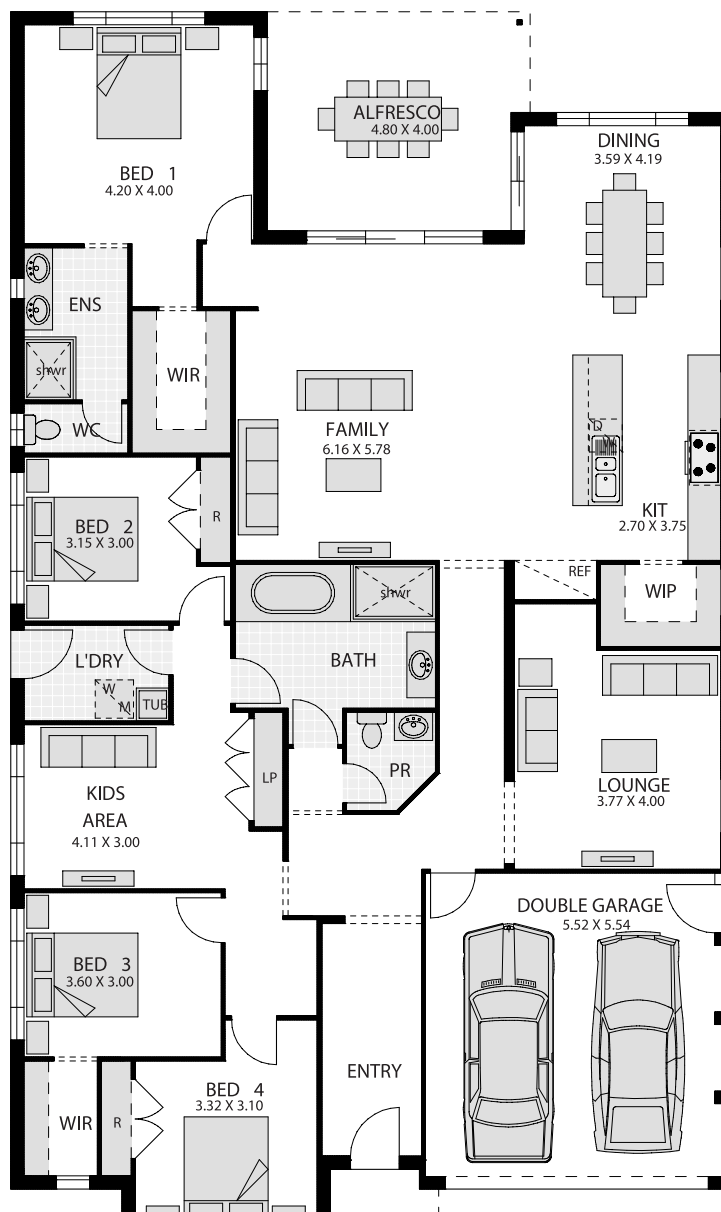 ALFRESCO
4.80 X 4.00
DINING
3.59 X 4.19
BED 1
4.20 X 4.00
ENS
shwr
WIR
WC
FAMILY
6.16 X 5.78
D
KIT
2.70 X 3.75
BED 2
3.15 X 3.00
R
REF
WIP
shwr
L'DRY
BATH
W
M
TUB
PR
LP
KIDS
AREA
4.11 X 3.00
LOUNGE
3.77 X 4.00
DOUBLE GARAGE
5.52 X 5.54
BED 3
3.60 X 3.00
ENTRY
BED 4
3.32 X 3.10
WIR
R